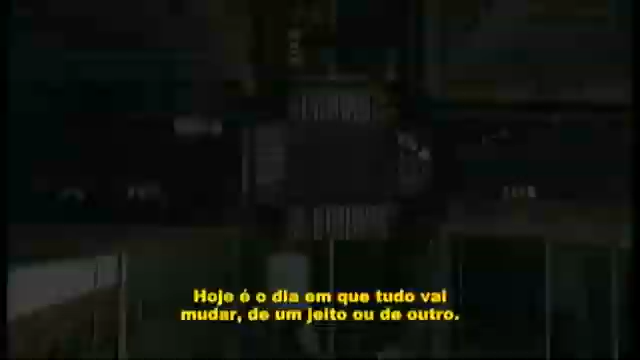 Hoje é o dia em que tudo vai
mudar, de um jeito ou de outro.